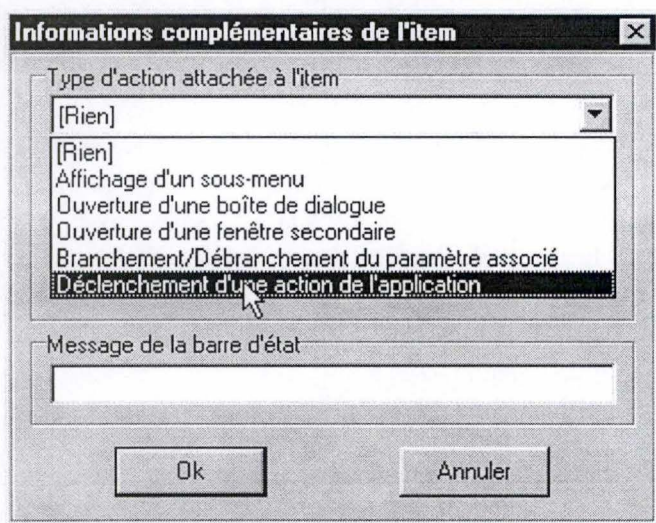 Informations complémentaires de l'item
Type d'action attachée à l'item
[Rien]
[Rien]
Affichage d'un sous-menu
Ouverture d'une boîte de dialogue
Ouverture d'une fenêtre secondaire
Branchement/Débranchement du paramètre associé
Déclenchement d'une action de l'application
Message de la barre d'état
Ok
Annuler